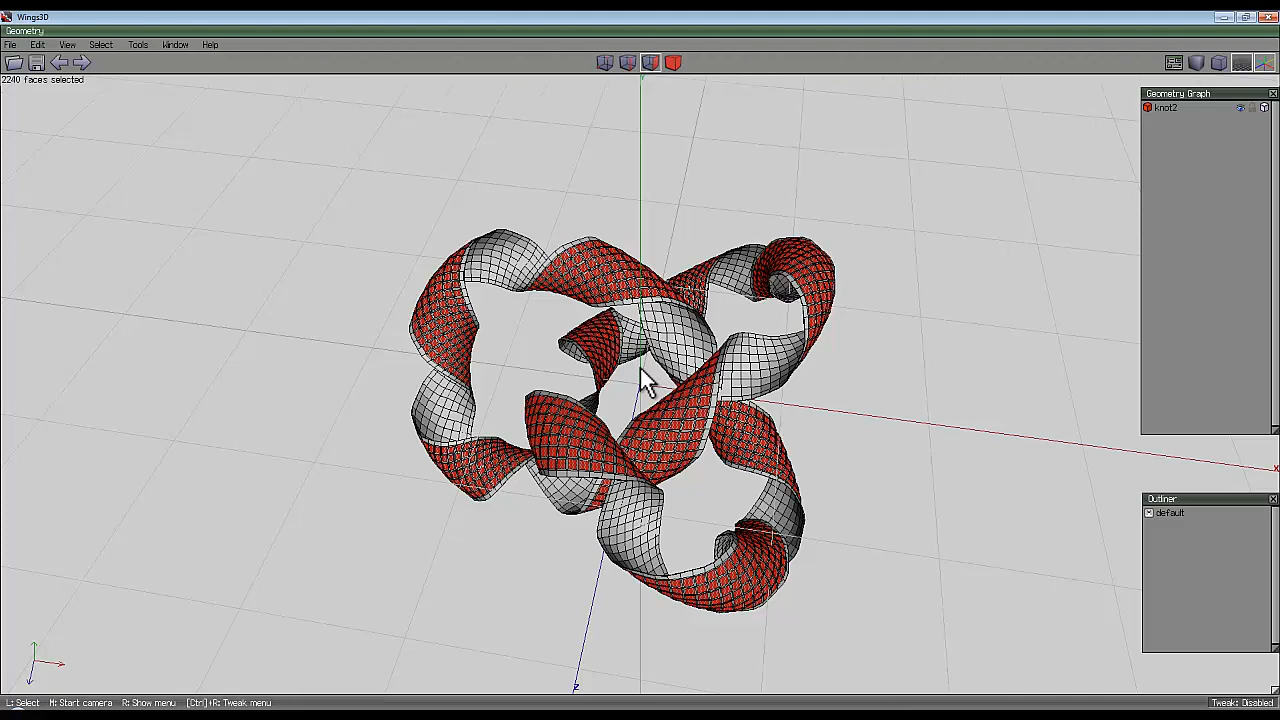 Wings3D
Geometry
File Edit View Select Tools Window Help
2240 faces selected
Y
Geometry Graph
knot2
X
Outliner
default
Z
L: Select M: Start camera R: Show menu [Ctrl]+R: Tweak menu
Tweak: Disabled